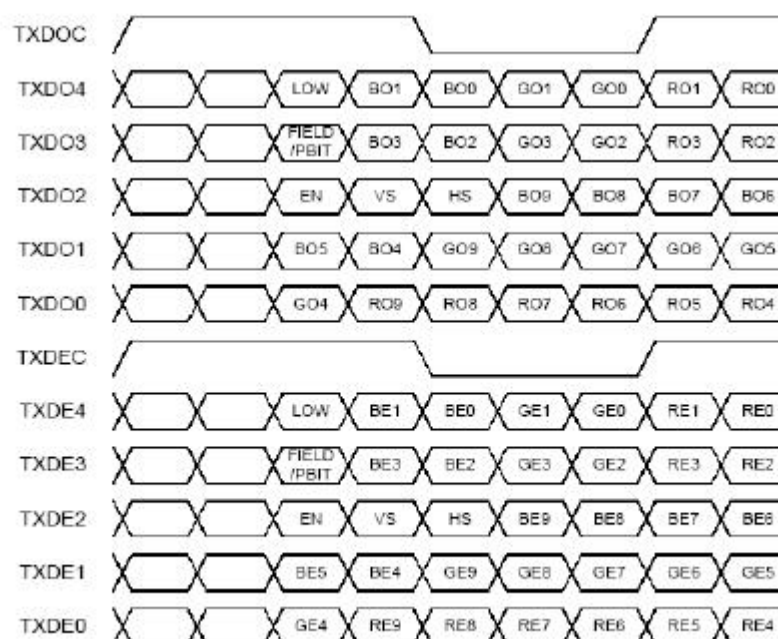 TXDOC
TXDO4 LOW BO1 BO0 GO1 GO0 RO1 RO0
TXDO3 FIELD /PBIT BO3 BO2 GO3 GO2 RO3 RO2
TXDO2 EN VS HS BO9 BO8 BO7 BO6
TXDO1 BO5 BO4 GO9 GO8 GO7 GO6 GO5
TXDO0 GO4 RO9 RO8 RO7 RO6 RO5 RO4
TXDEC
TXDE4 LOW BE1 BE0 GE1 GE0 RE1 RE0
TXDE3 FIELD /PBIT BE3 BE2 GE3 GE2 RE3 RE2
TXDE2 EN VS HS BE9 BE8 BE7 BE6
TXDE1 BE5 BE4 GE9 GE8 GE7 GE6 GE5
TXDE0 GE4 RE9 RE8 RE7 RE6 RE5 RE4